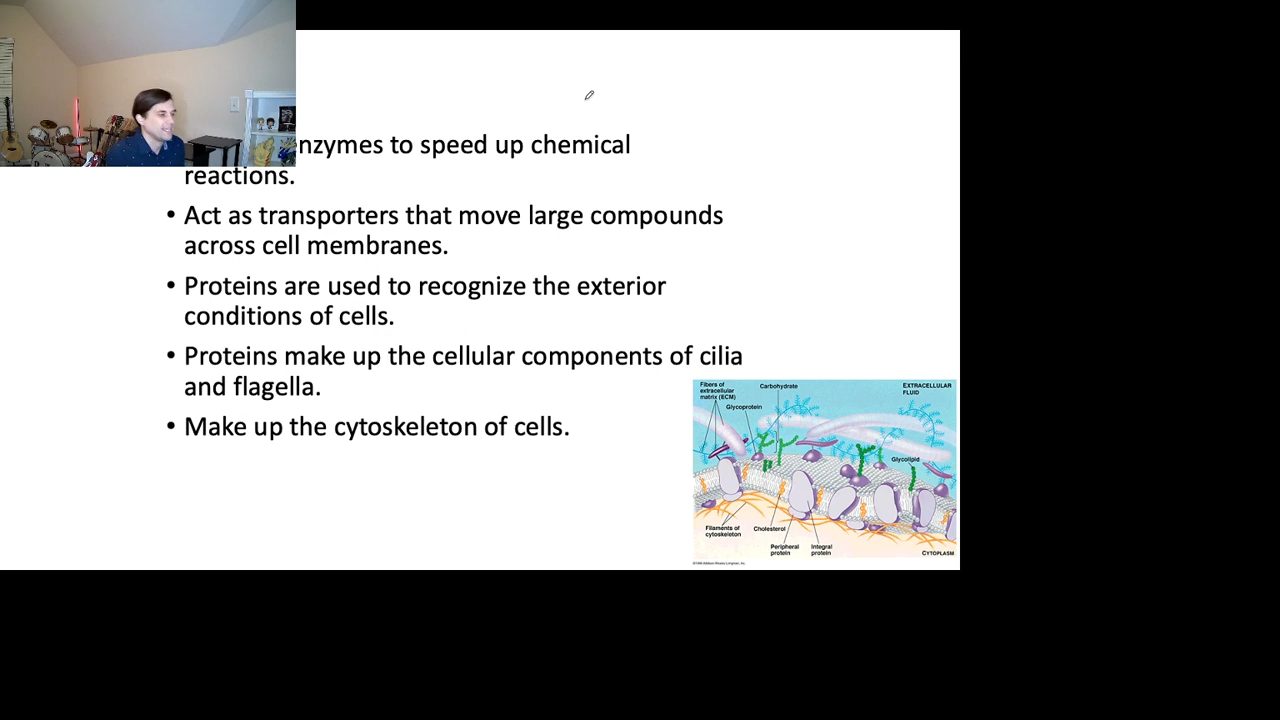 nzymes to speed up chemical
reactions.
• Act as transporters that move large compounds
across cell membranes.
• Proteins are used to recognize the exterior
conditions of cells.
• Proteins make up the cellular components of cilia
and flagella.
• Make up the cytoskeleton of cells.
Fibers of
extracellular
matrix (ECM)
Carbohydrate
EXTRACELLULAR
FLUID
Glycoprotein
Glycolipid
Filaments of
cytoskeleton
Cholesterol
Peripheral
protein
Integral
protein
CYTOPLASM